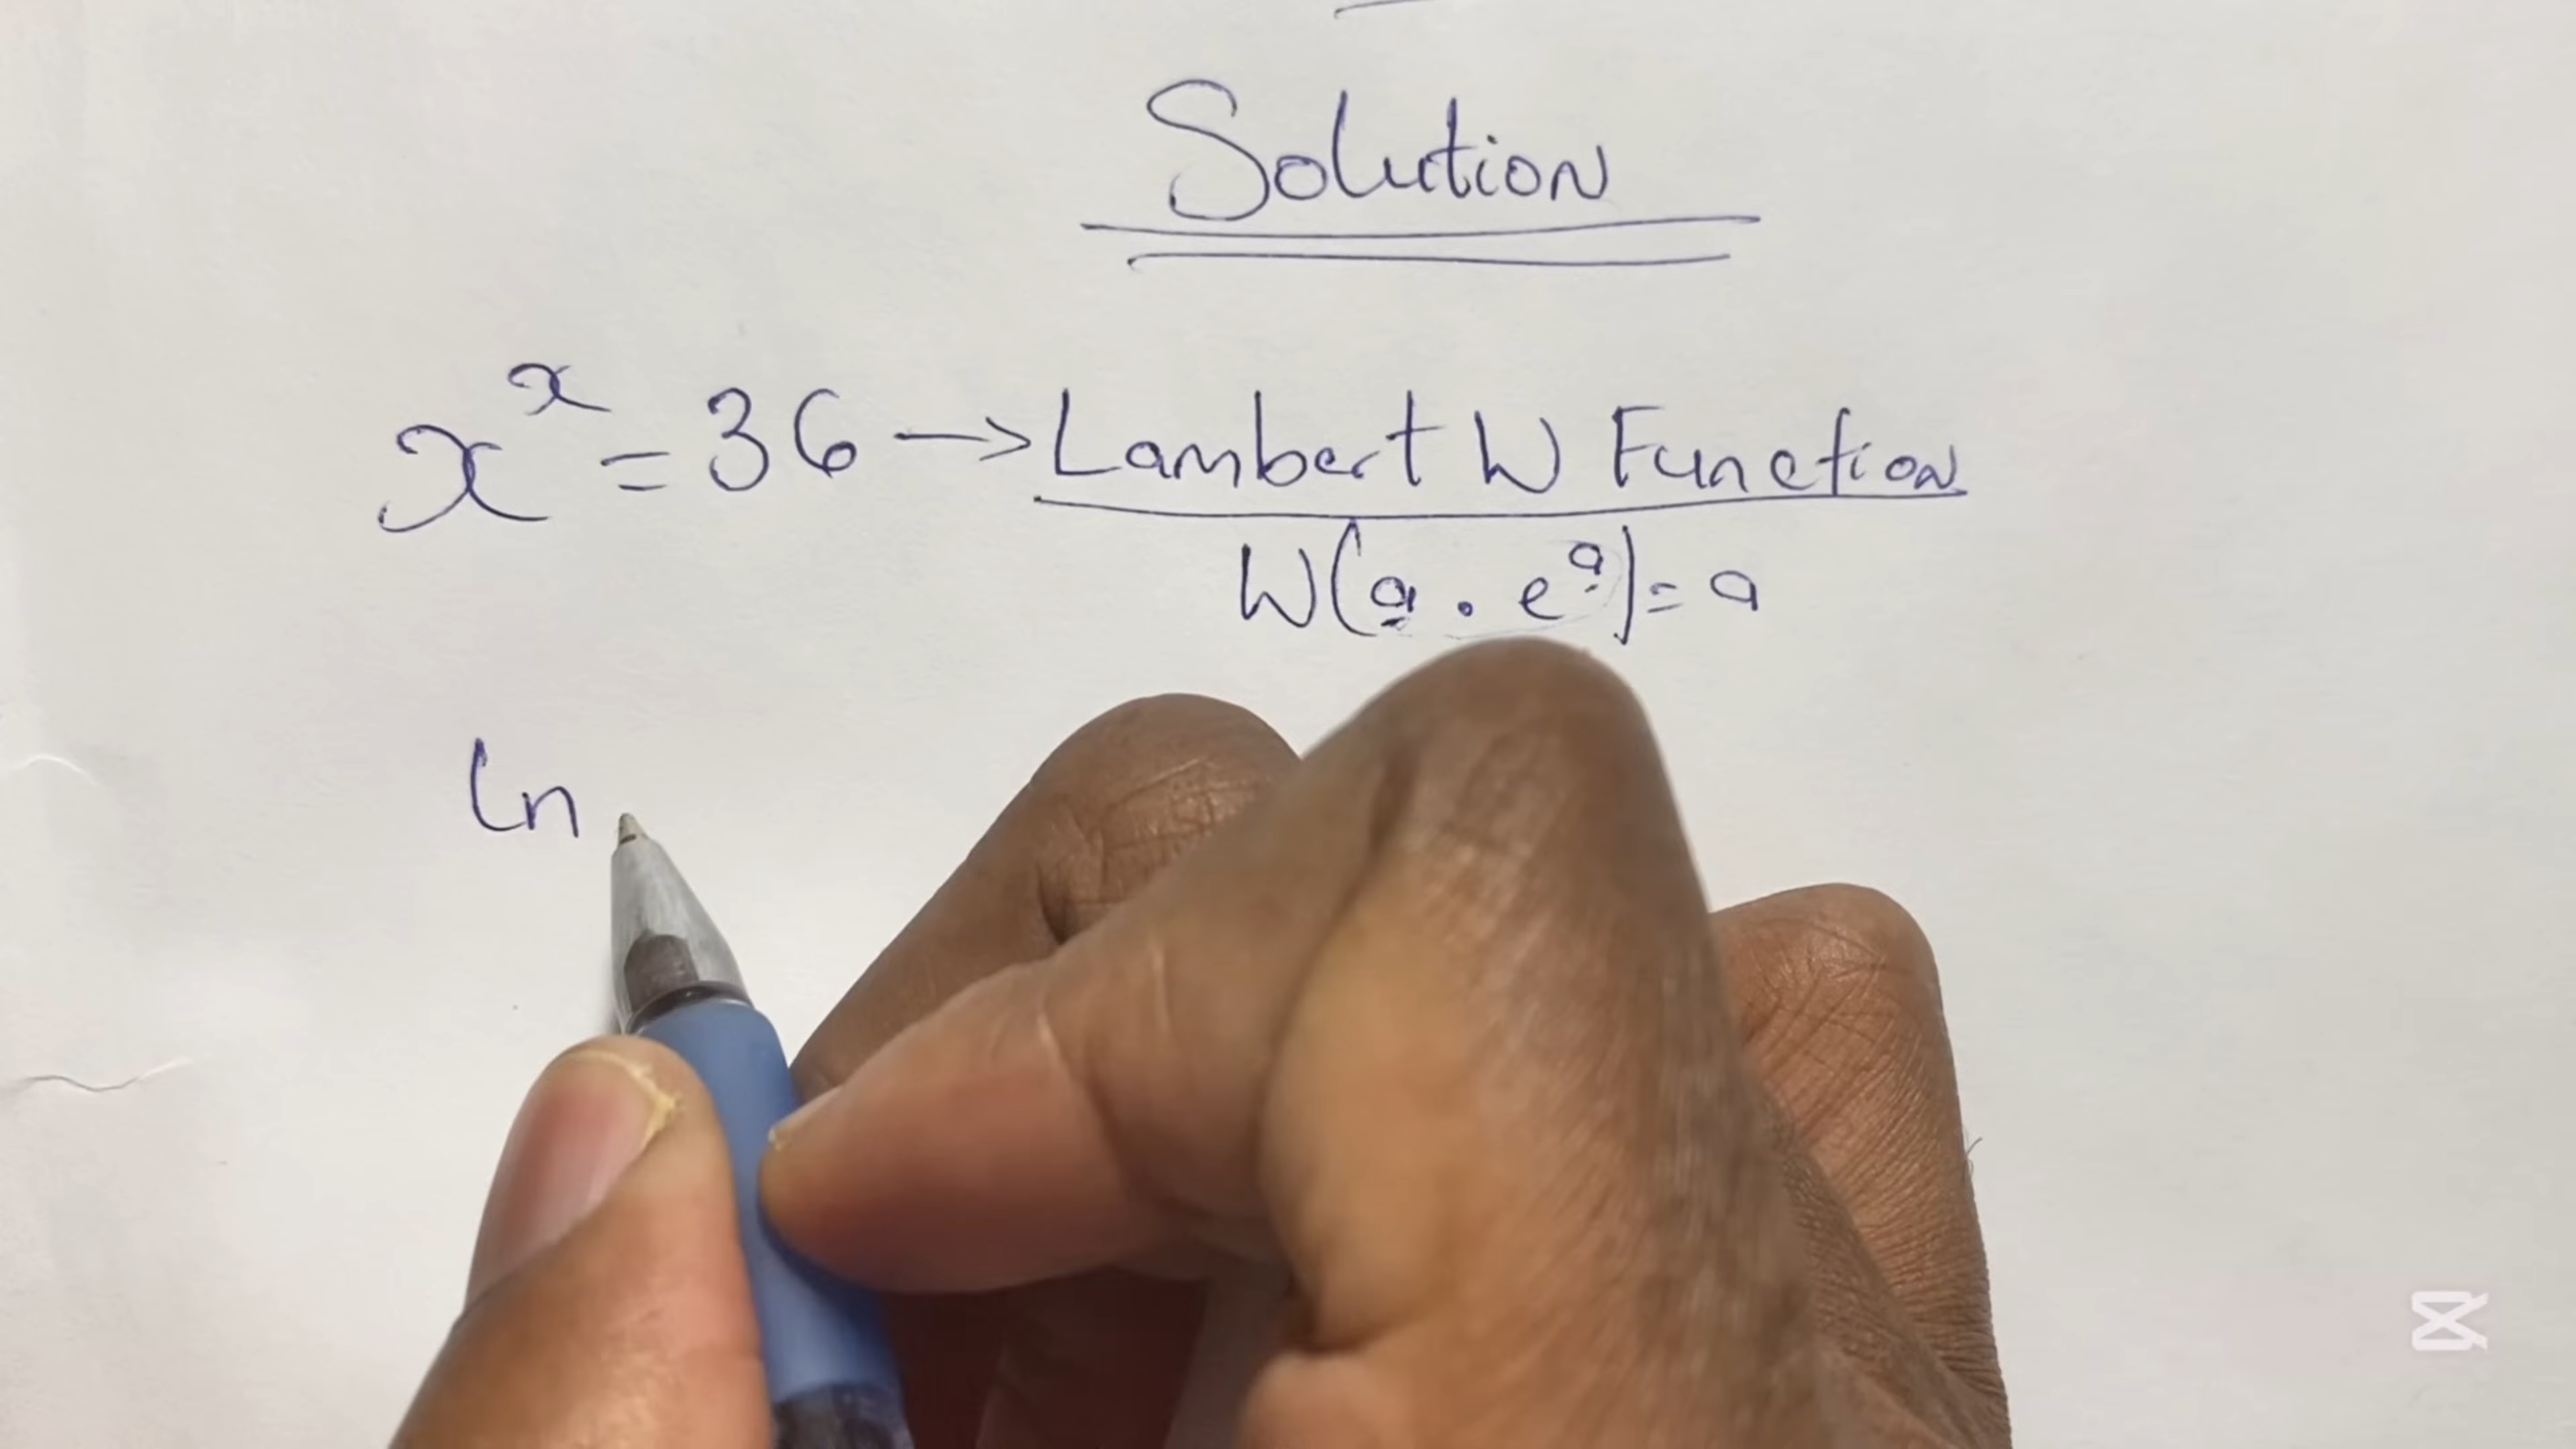 Solution
x^x = 36 → Lambert W Function
W(a . e^a) = a
ln